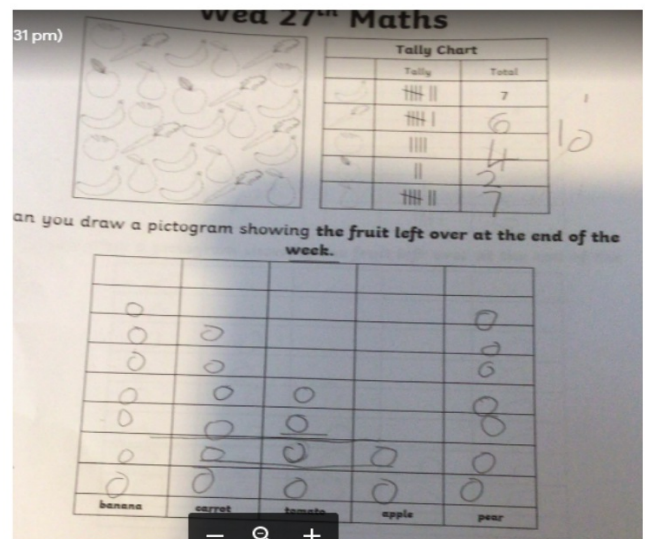 Wed 27th Maths
31 pm)
Tally Chart
Tally Total
7
6
4
2
7
10
an you draw a pictogram showing the fruit left over at the end of the
week.
banana carrot tomato apple pear